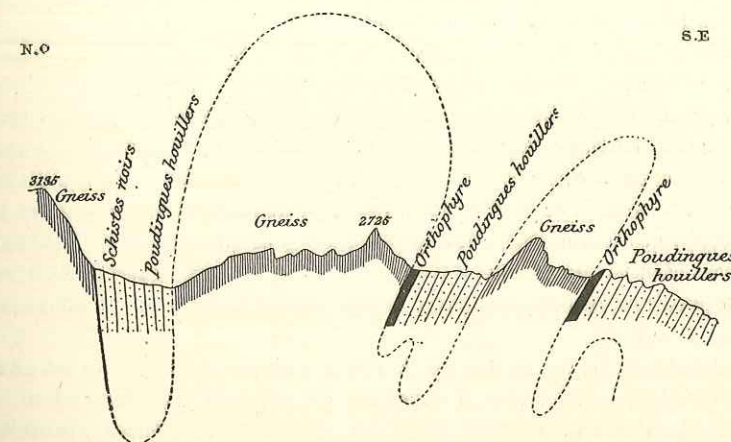 N.O
S.E
3135
Gneiss
Schistes noirs
Poudingues houillers
Gneiss
2725
Orthophyre
Poudingues houillers
Gneiss
Orthophyre
Poudingues
houillers